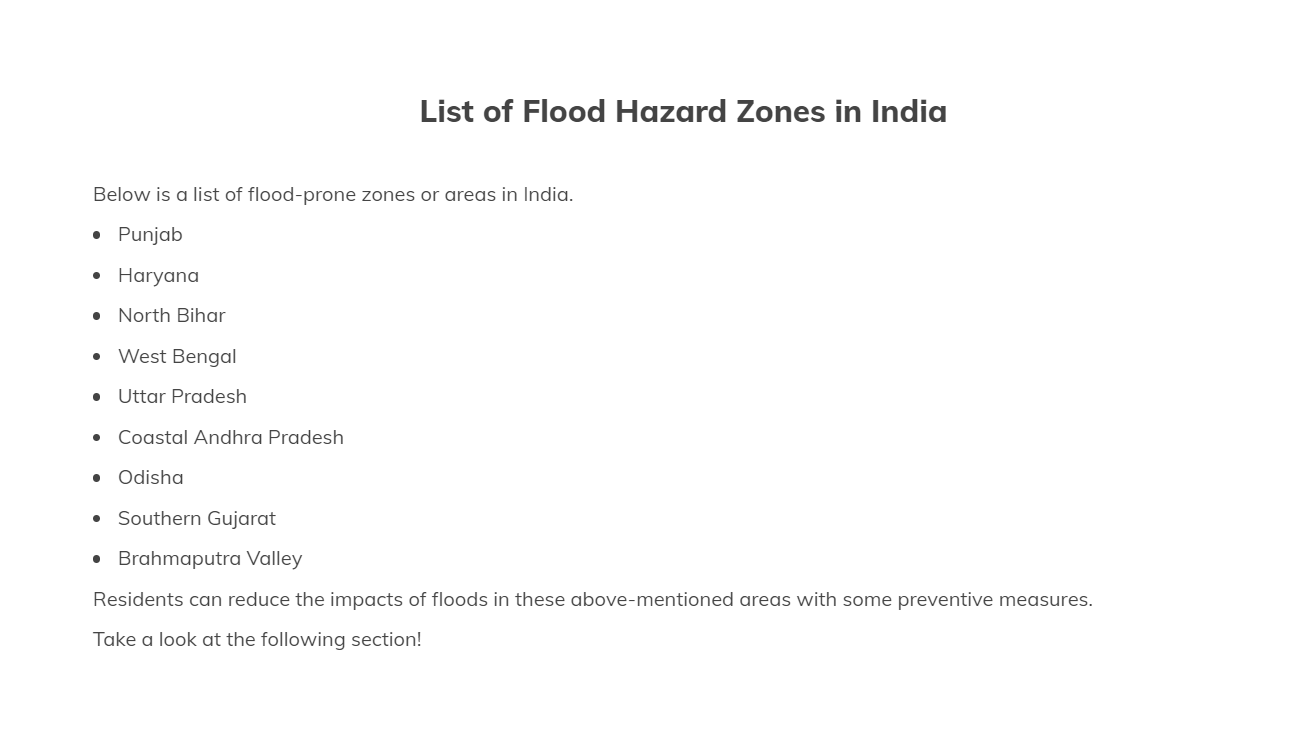 List of Flood Hazard Zones in India
Below is a list of flood-prone zones or areas in India.
• Punjab
• Haryana
• North Bihar
• West Bengal
• Uttar Pradesh
• Coastal Andhra Pradesh
• Odisha
• Southern Gujarat
• Brahmaputra Valley
Residents can reduce the impacts of floods in these above-mentioned areas with some preventive measures.
Take a look at the following section!